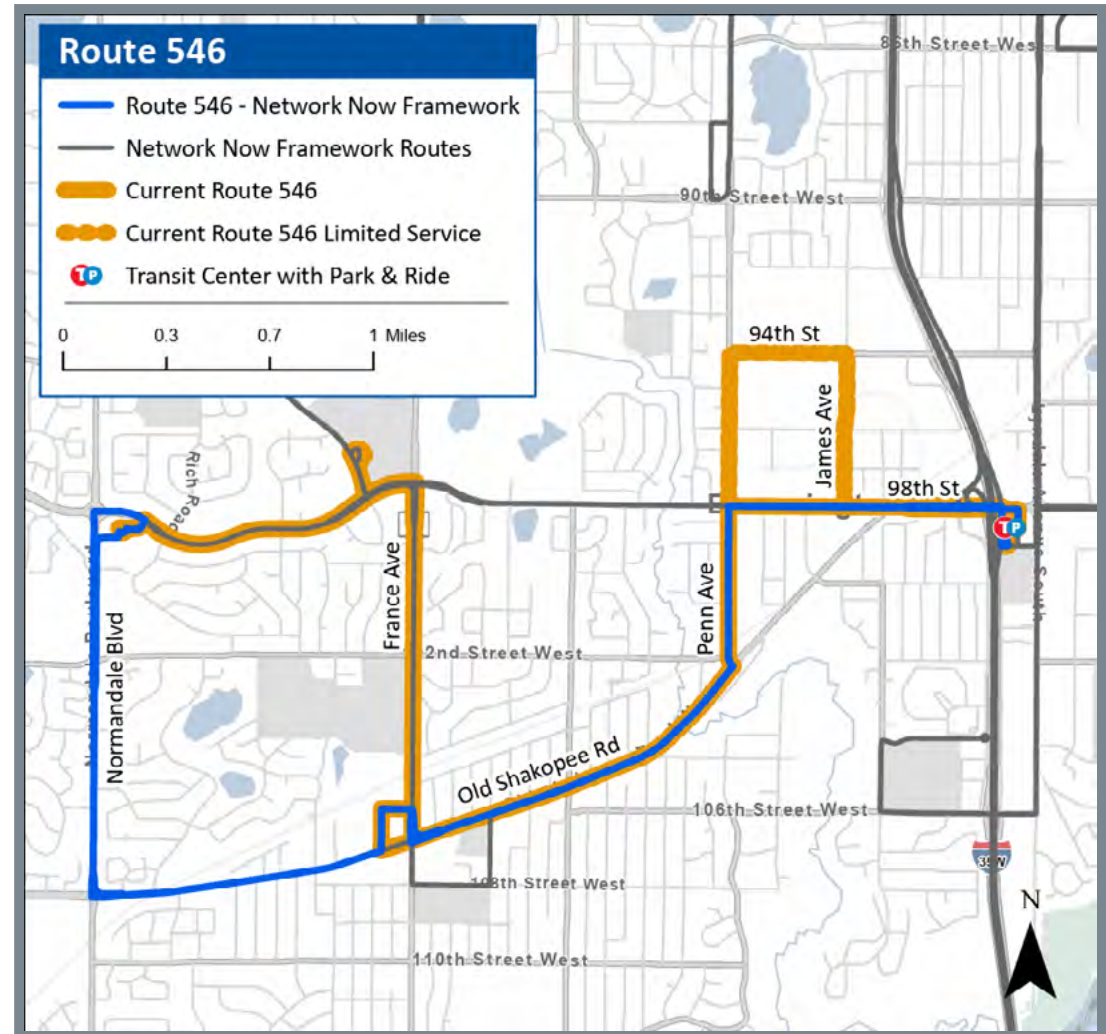 Route 546
Route 546 - Network Now Framework
Network Now Framework Routes
Current Route 546
Current Route 546 Limited Service
T P Transit Center with Park & Ride
0 0.3 0.7 1 Miles
86th Street Wes
90th Street West
94th St
James Ave
98th St
T P
Rich Road
France Ave
Normandale Blvd
Penn Ave
2nd Street West
Old Shakopee Rd
106th Street West
35W
108th Street West
110th Street West
N